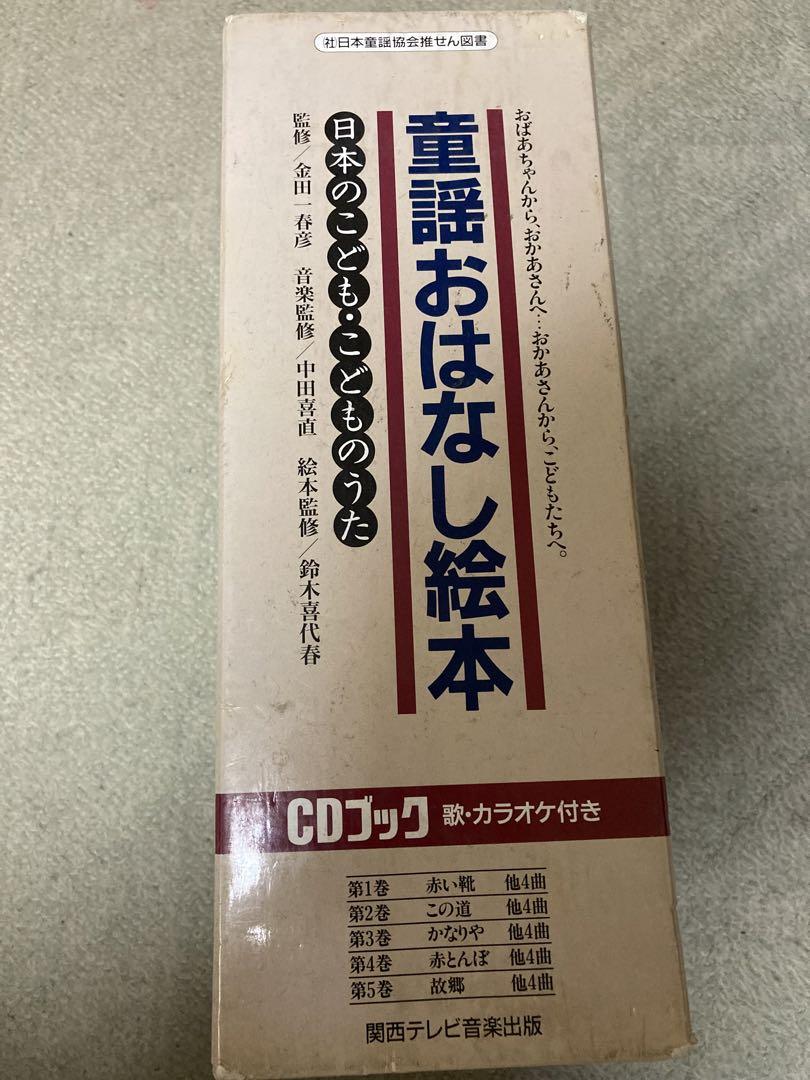 ㈳日本童謡協会推せん図書
おばあちゃんから、おかあさんへ…おかあさんから、こどもたちへ。
童謡おはなし絵本
日本のこども・こどものうた
監修／金田一春彦　音楽監修／中田喜直　絵本監修／鈴木喜代春
CDブック 歌・カラオケ付き
第1巻 赤い靴 他4曲
第2巻 この道 他4曲
第3巻 かなりや 他4曲
第4巻 赤とんぼ 他4曲
第5巻 故郷 他4曲
関西テレビ音楽出版